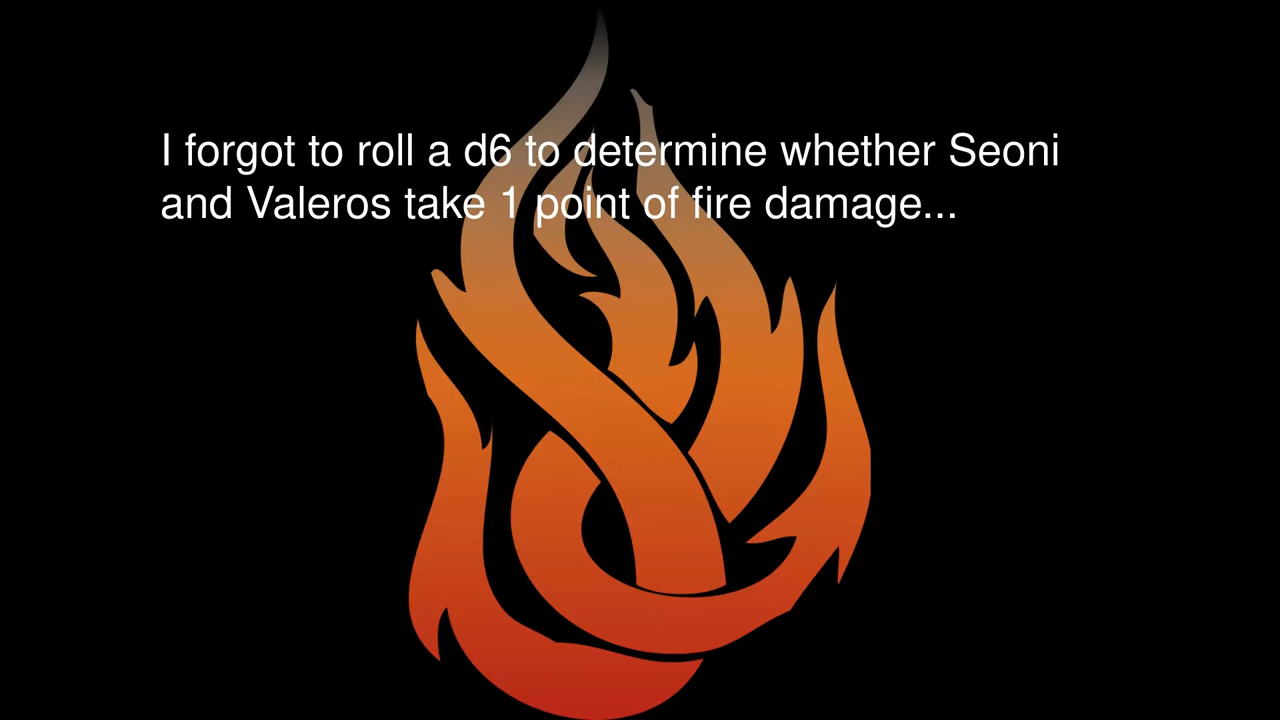 I forgot to roll a d6 to determine whether Seoni
and Valeros take 1 point of fire damage...